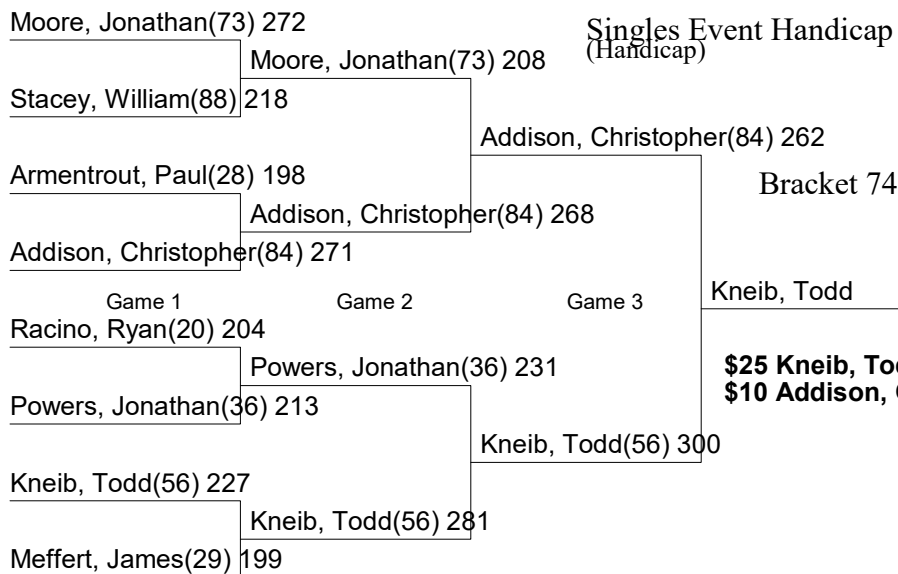 Moore, Jonathan(73) 272
Singles Event Handicap
(Handicap)
Moore, Jonathan(73) 208
Stacey, William(88) 218
Addison, Christopher(84) 262
Armentrout, Paul(28) 198
Bracket 74
Addison, Christopher(84) 268
Addison, Christopher(84) 271
Game 1
Game 2
Game 3
Kneib, Todd
Racino, Ryan(20) 204
Powers, Jonathan(36) 231
$25 Kneib, To
$10 Addison,
Powers, Jonathan(36) 213
Kneib, Todd(56) 300
Kneib, Todd(56) 227
Kneib, Todd(56) 281
Meffert, James(29) 199